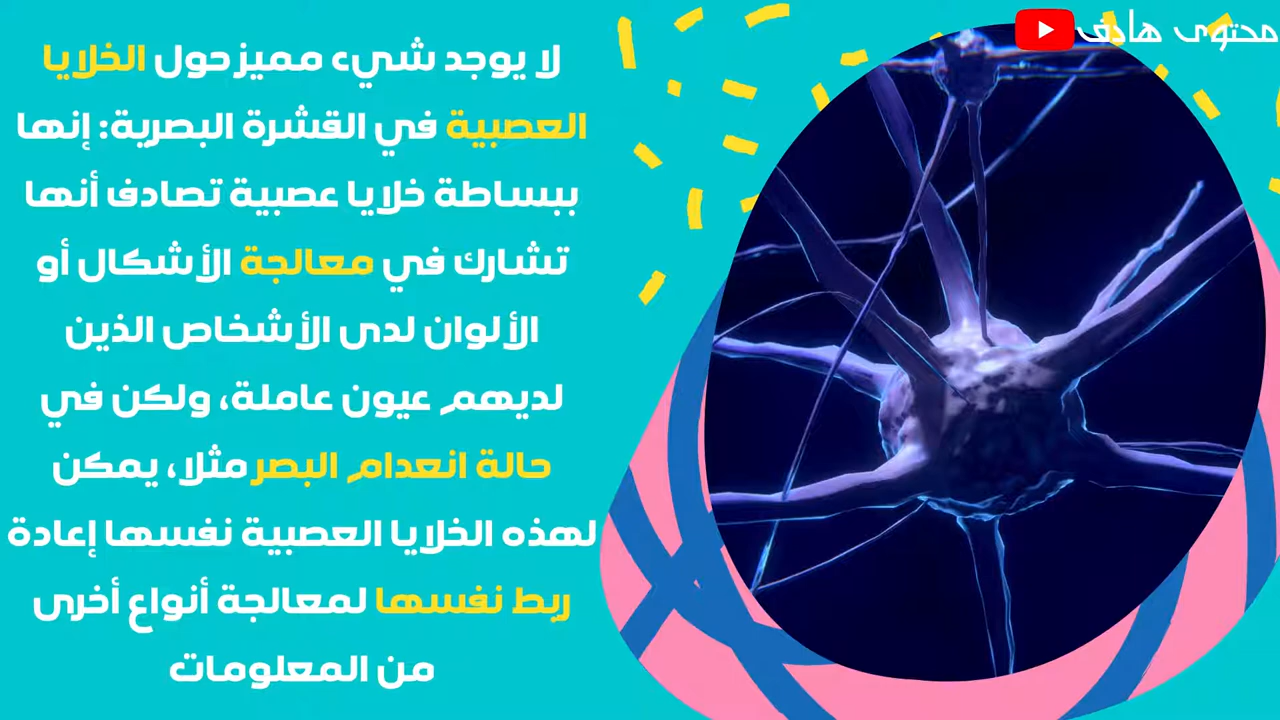 محتوى هادف
لا يوجد شيء مميز حول الخلايا
العصبية في القشرة البصرية: إنها
ببساطة خلايا عصبية تصادف أنها
تشارك في معالجة الأشكال أو
الألوان لدى الأشخاص الذين
لديهم عيون عاملة، ولكن في
حالة انعدام البصر مثلا، يمكن
لهذه الخلايا العصبية نفسها إعادة
ربط نفسها لمعالجة أنواع أخرى
من المعلومات